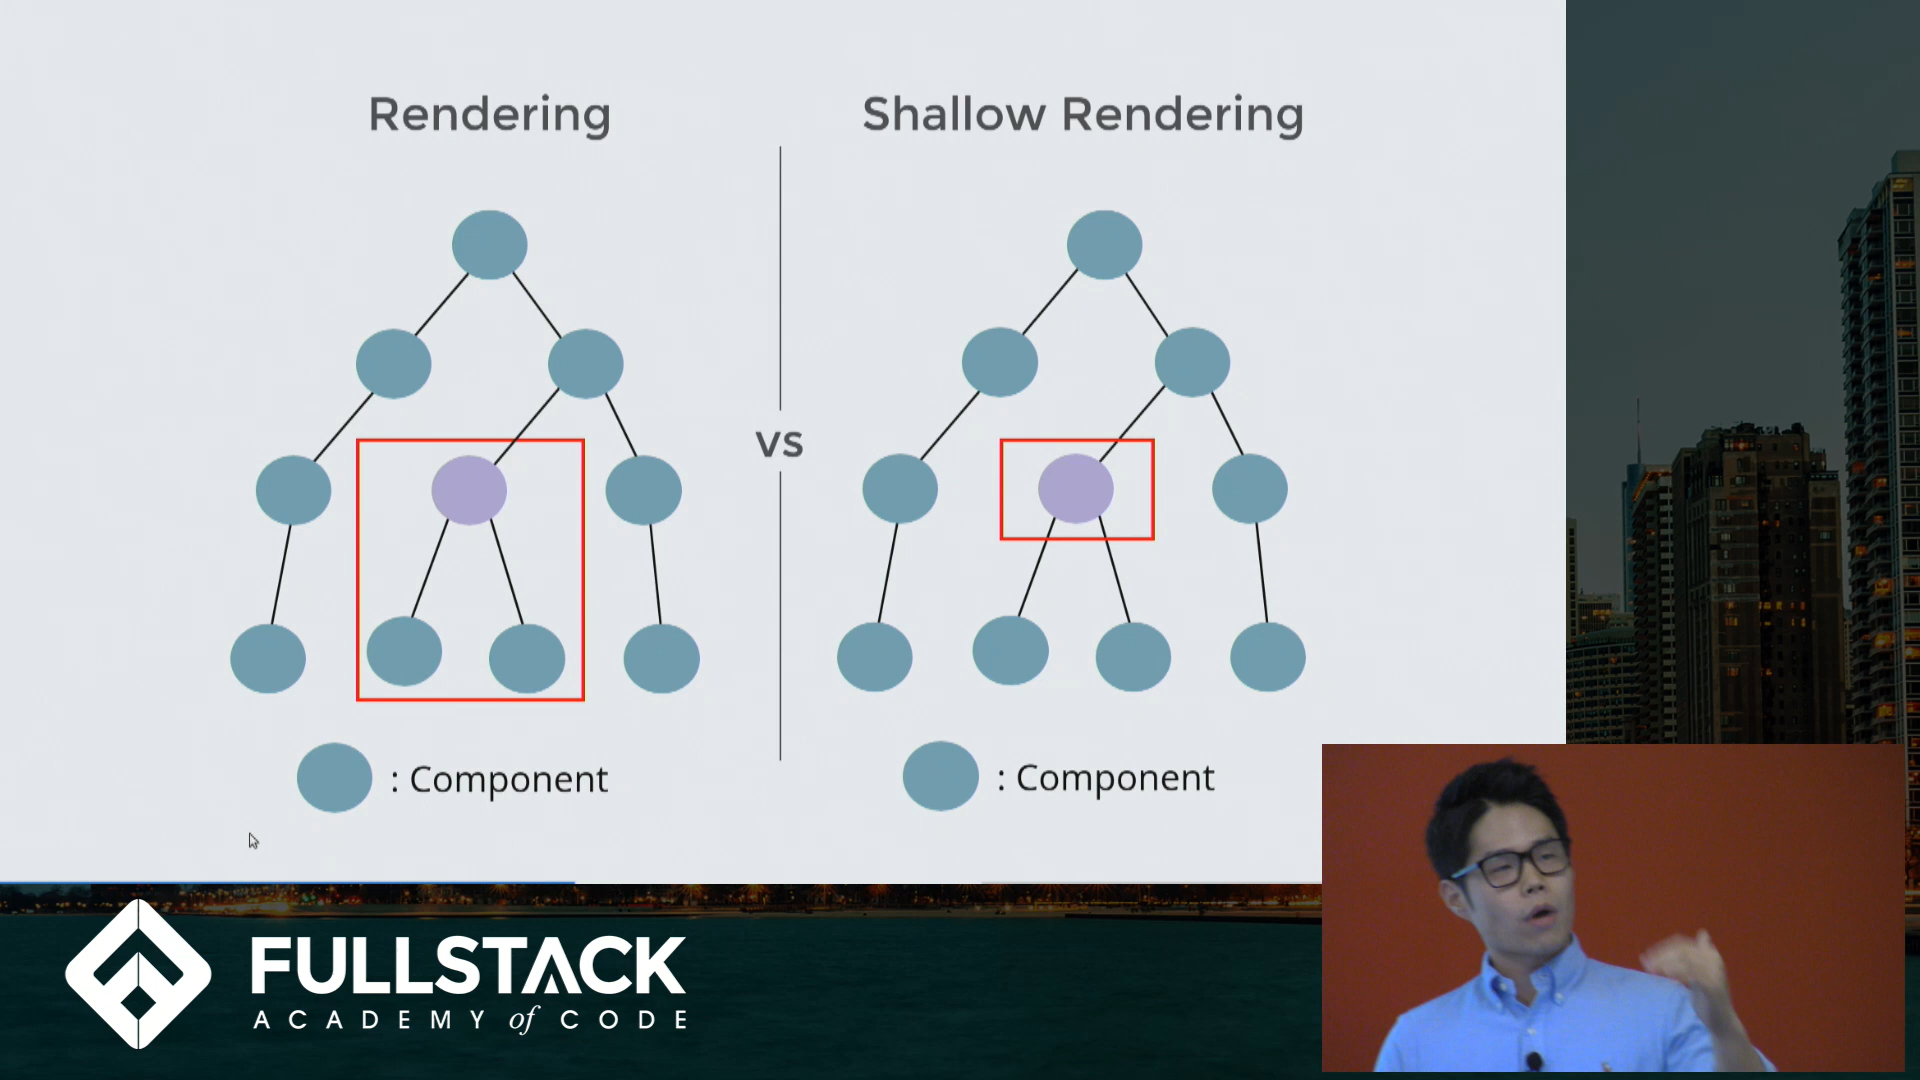 Rendering
Shallow Rendering
VS
: Component
: Component
FULLSTACK
ACADEMY of CODE